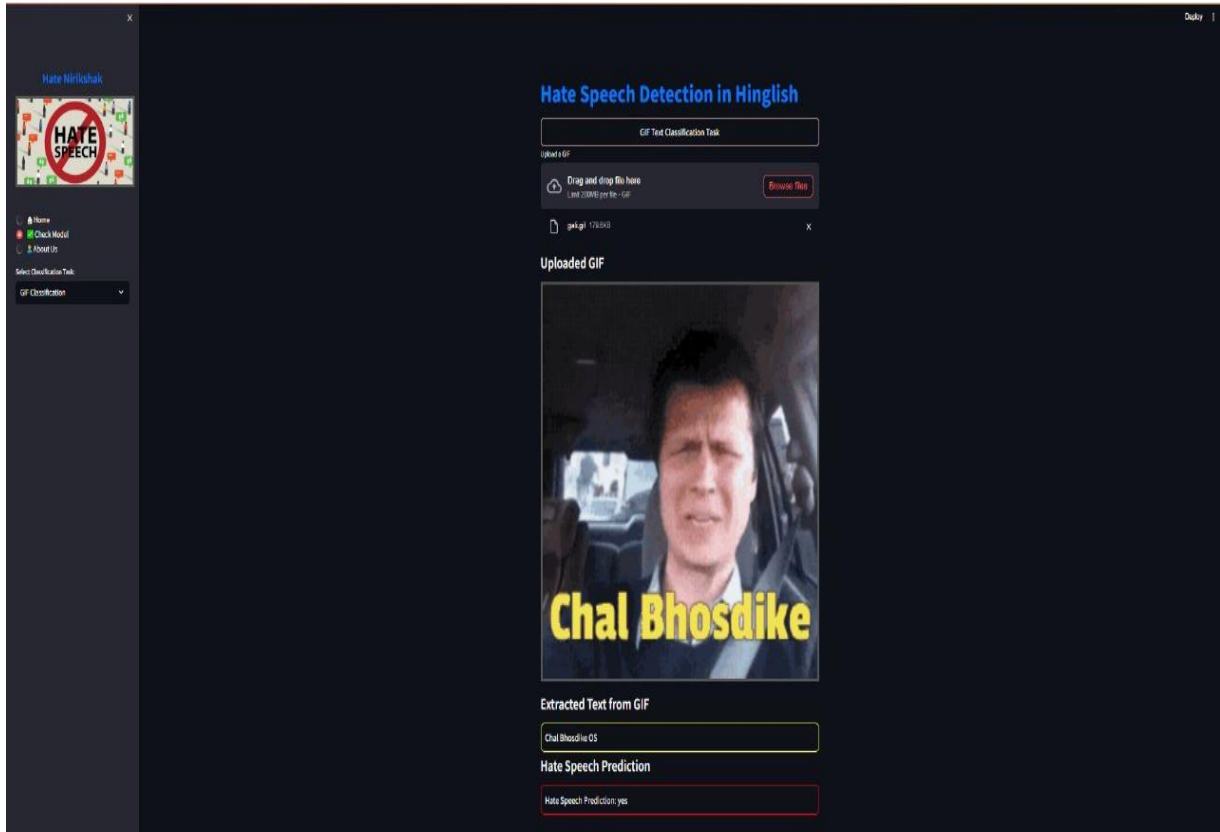 X
Deploy
Hate Nirikshak
HATE
SPEECH
Home
Check Model
About Us
Select Classification Task:
GIF Classification
Hate Speech Detection in Hinglish
GIF Text Classification Task
Upload a GIF
Drag and drop file here
Limit 200MB per file • GIF
Browse files
X
Uploaded GIF
Chal Bhosdike
Extracted Text from GIF
Chal Bhosdike OS
Hate Speech Prediction
Hate Speech Prediction: yes